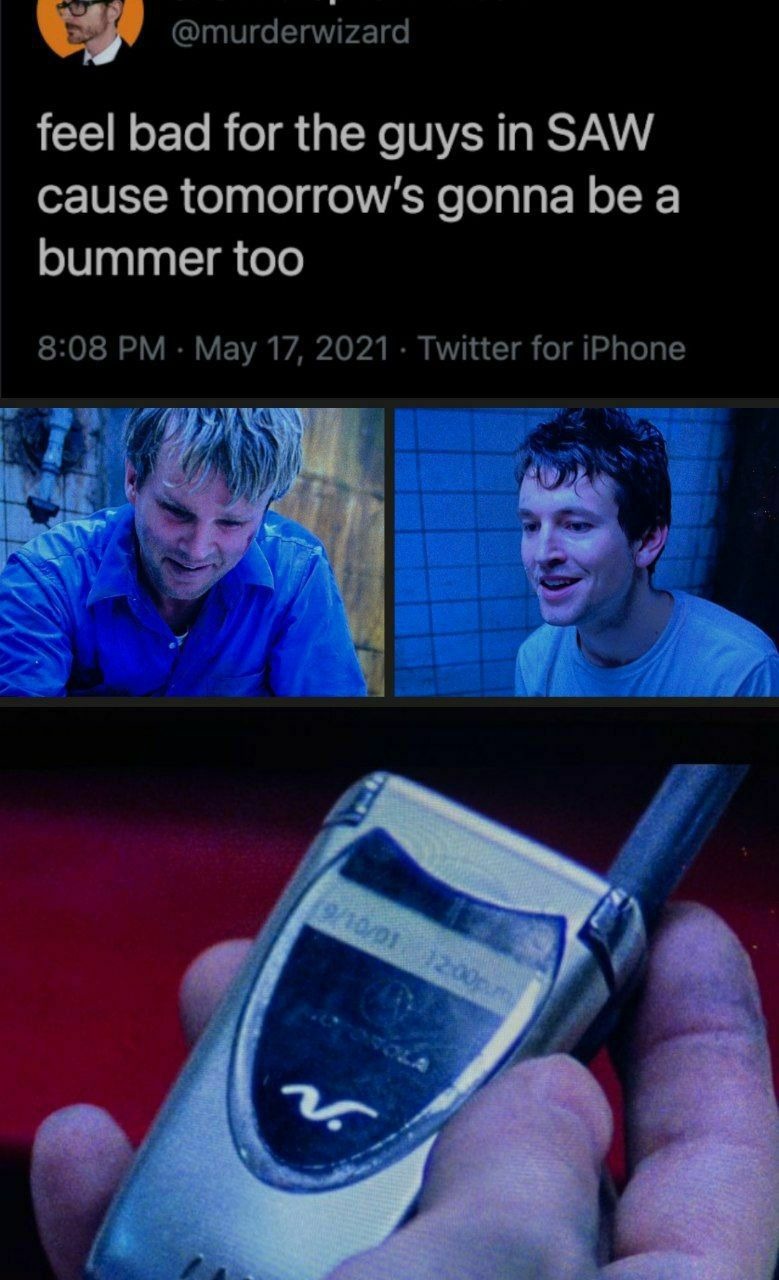 @murderwizard
feel bad for the guys in SAW
cause tomorrow's gonna be a
bummer too
8:08 PM · May 17, 2021 · Twitter for iPhone
9/10/01 12:00p.m
MOTOROLA